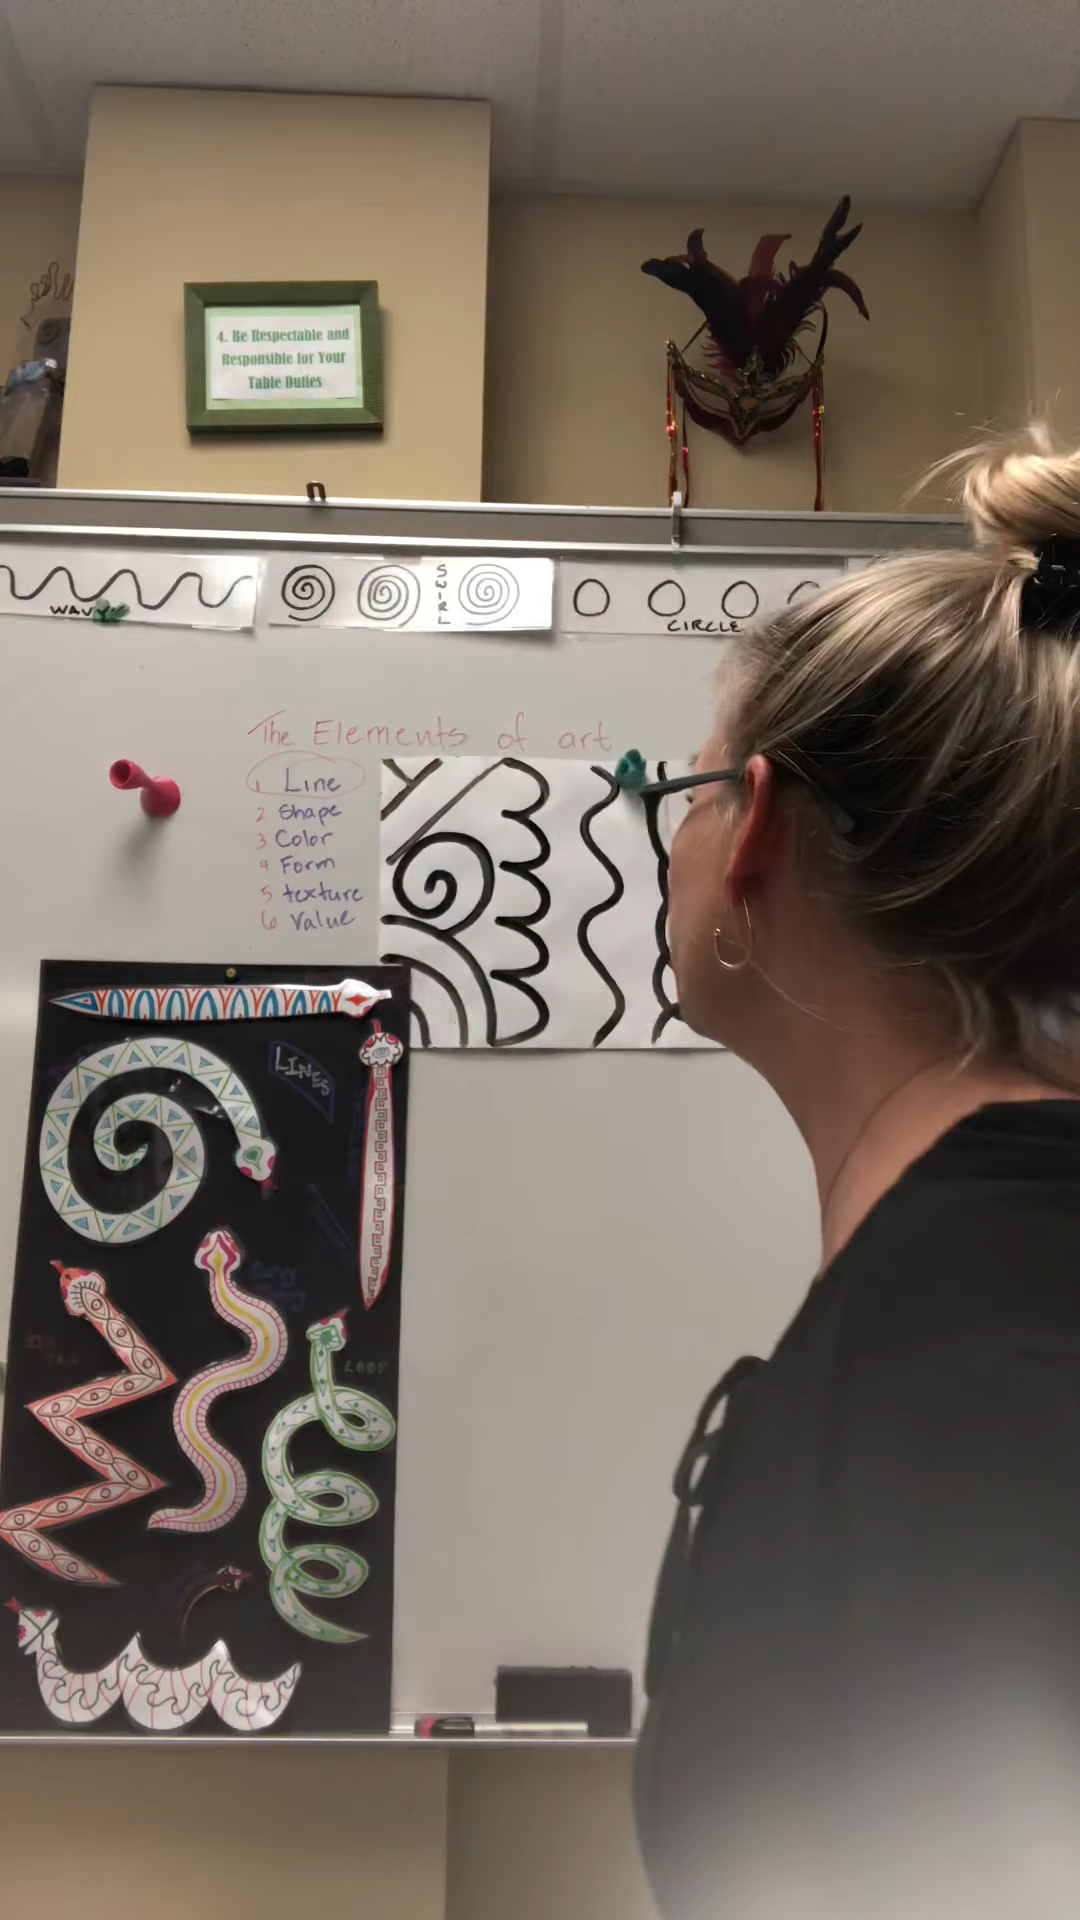 4. Be Respectable and
Responsible for Your
Table Duties
WAVY
SWIRL
CIRCLE
The Elements of art
1 Line
2 Shape
3 Color
4 Form
5 texture
6 Value
LINES
LOOP